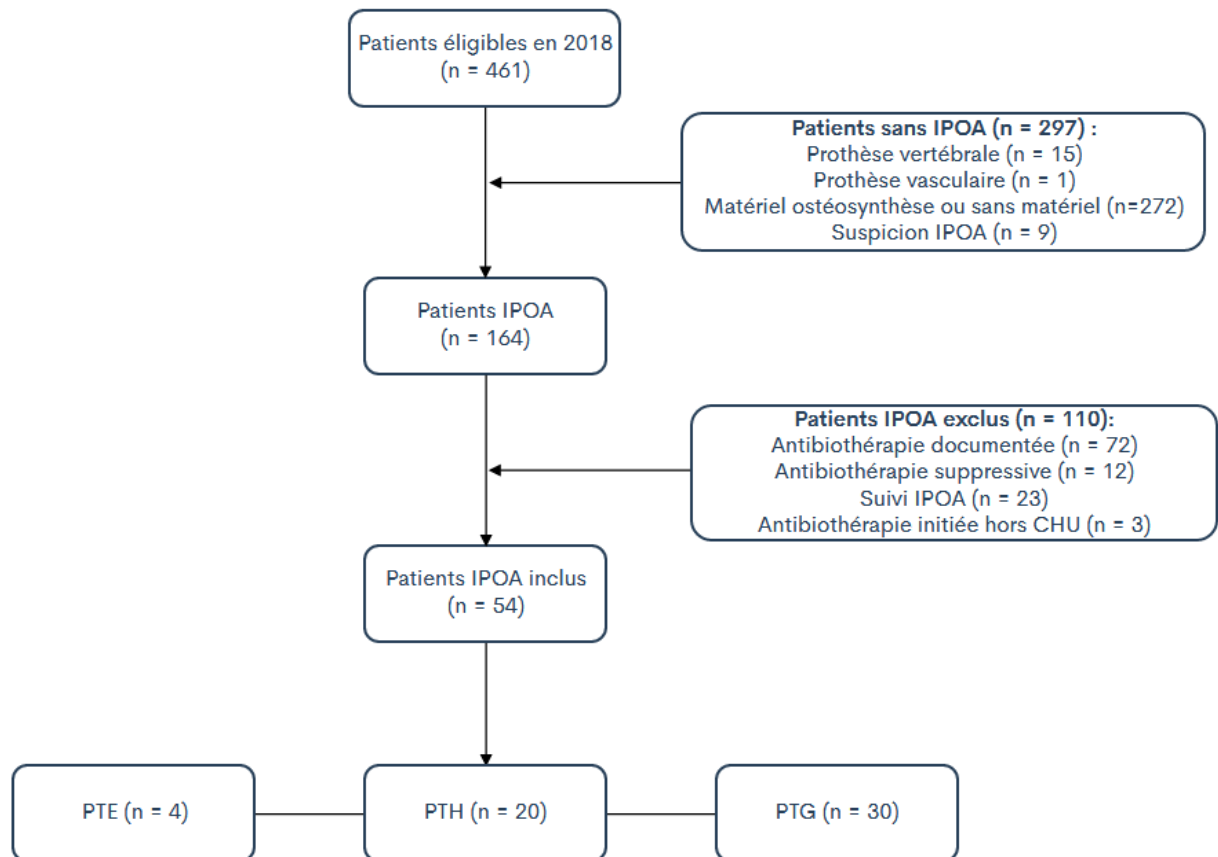 Patients éligibles en 2018
(n = 461)
Patients sans IPOA (n = 297) :
Prothèse vertébrale (n = 15)
Prothèse vasculaire (n = 1)
Matériel ostéosynthèse ou sans matériel (n=272)
Suspicion IPOA (n = 9)
Patients IPOA
(n = 164)
Patients IPOA exclus (n = 110):
Antibiothérapie documentée (n = 72)
Antibiothérapie suppressive (n = 12)
Suivi IPOA (n = 23)
Antibiothérapie initiée hors CHU (n = 3)
Patients IPOA inclus
(n = 54)
PTE (n = 4)
PTH (n = 20)
PTG (n = 30)